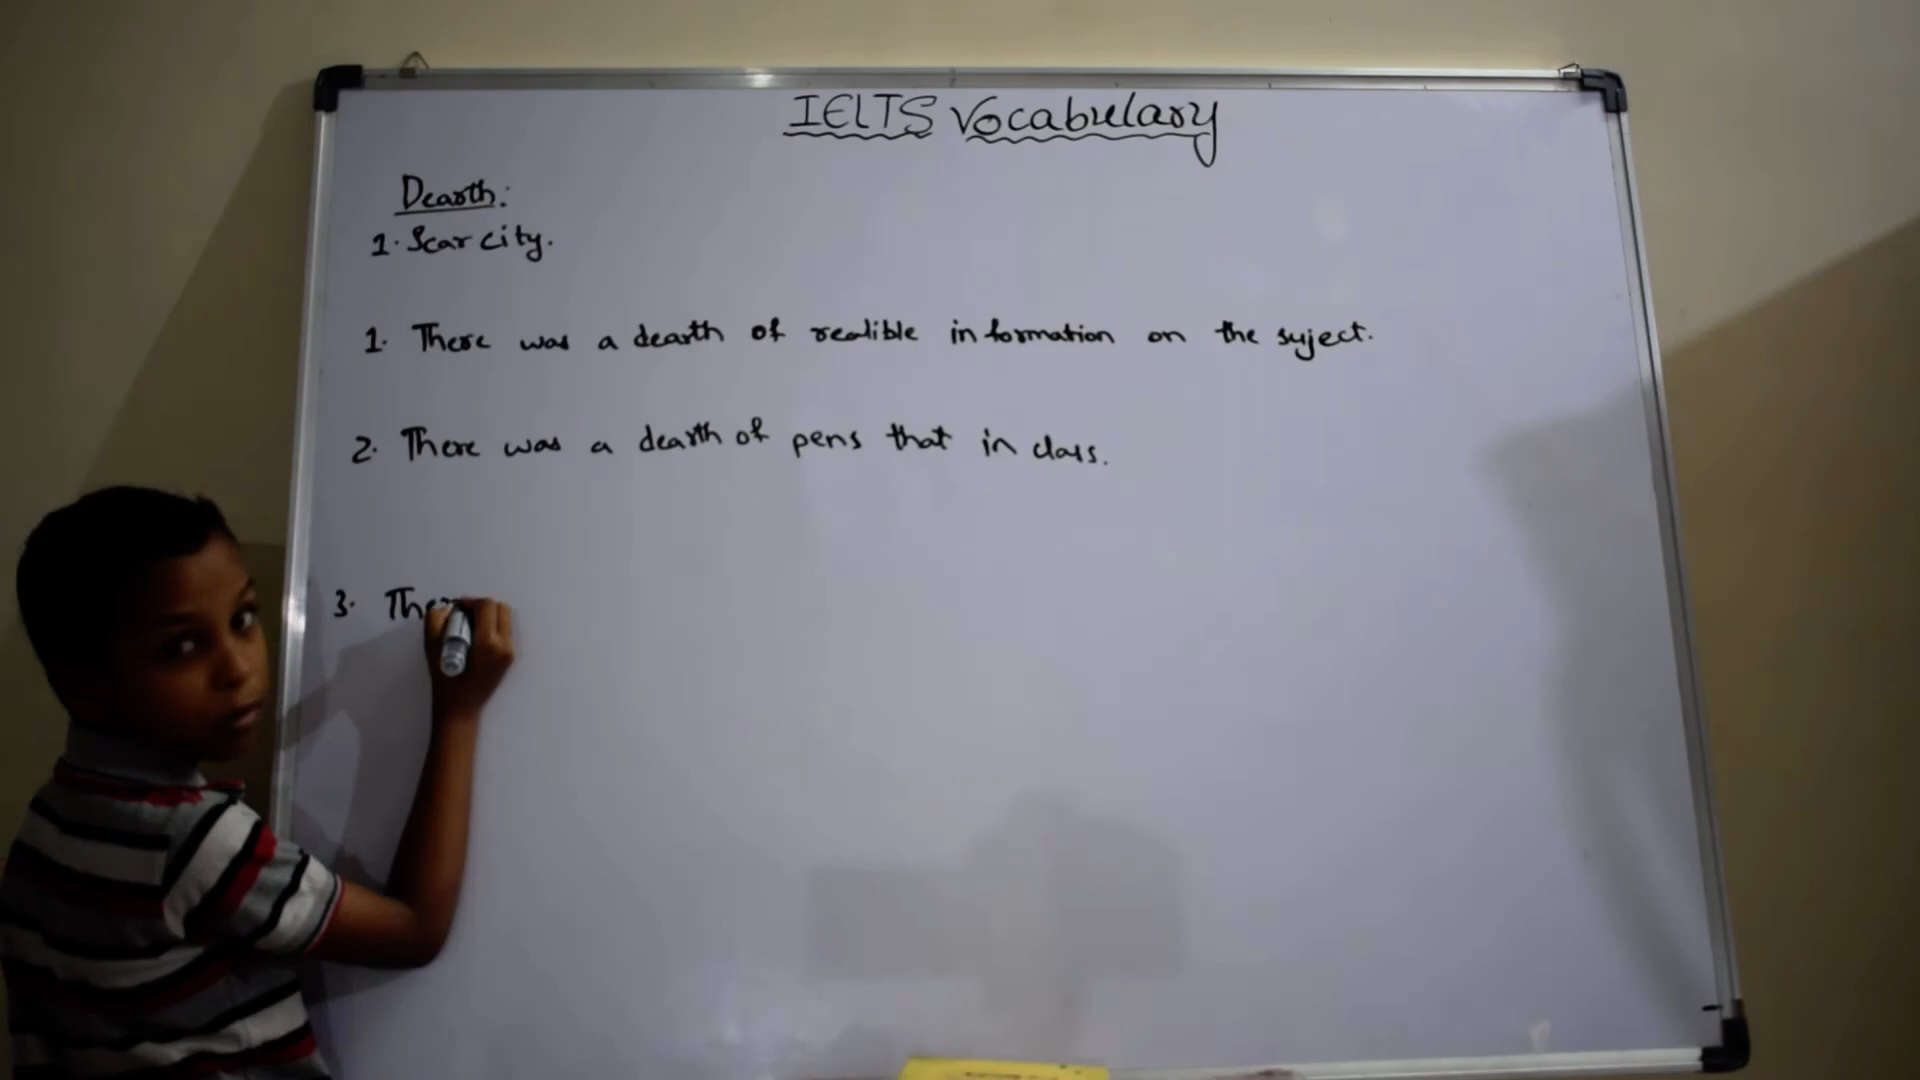 IELTS Vocabulary
Dearth:
1. Scarcity.
1. There was a dearth of realible information on the suject.
2. There was a dearth of pens that in class.
3. Ther